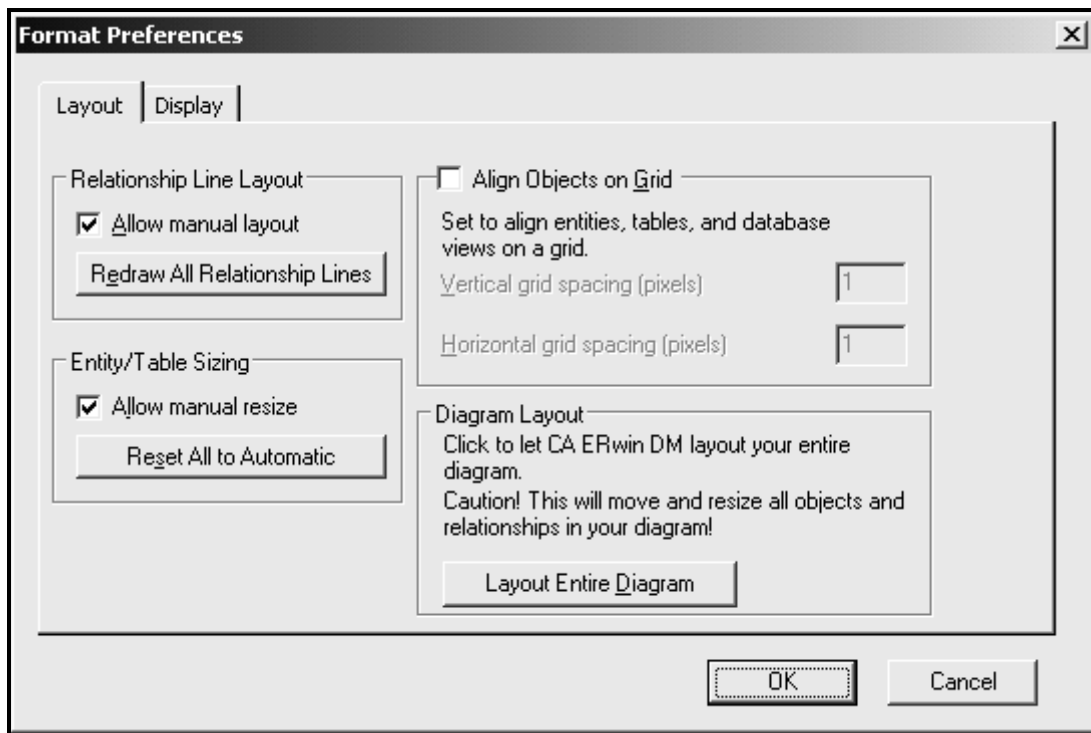 Format Preferences
Layout
Display
Relationship Line Layout
Allow manual layout
Redraw All Relationship Lines
Entity/Table Sizing
Allow manual resize
Reset All to Automatic
Align Objects on Grid
Set to align entities, tables, and database
views on a grid.
Vertical grid spacing (pixels)
1
Horizontal grid spacing (pixels)
1
Diagram Layout
Click to let CA ERwin DM layout your entire
diagram.
Caution! This will move and resize all objects and
relationships in your diagram!
Layout Entire Diagram
OK
Cancel